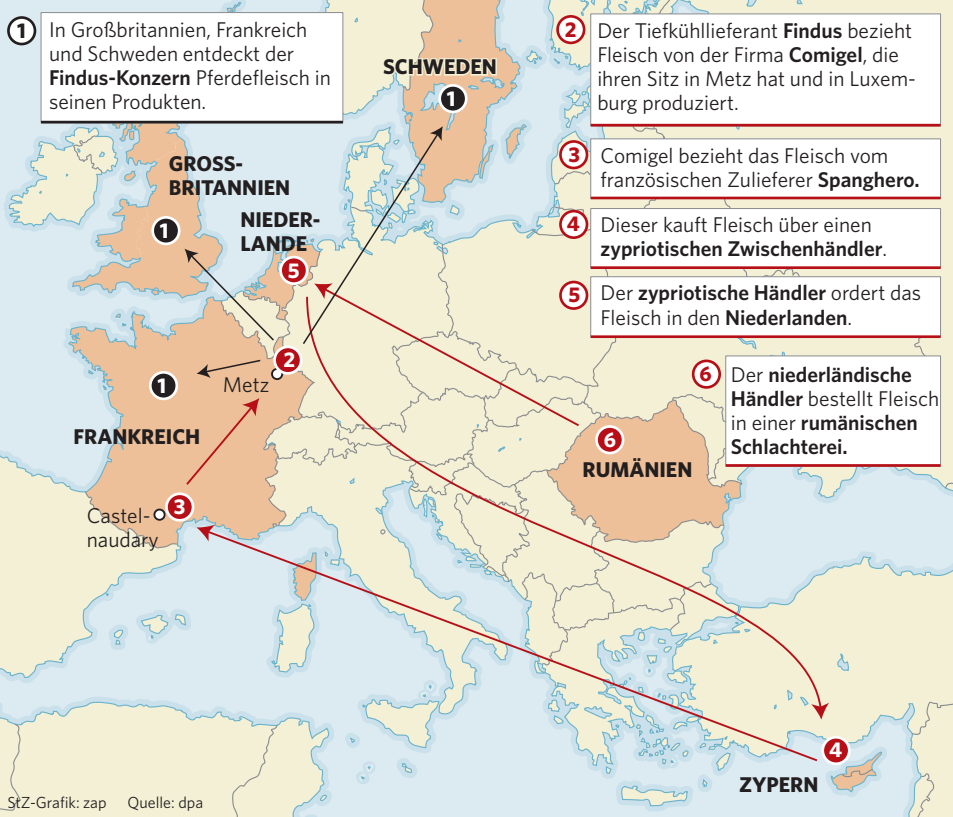 1
In Großbritannien, Frankreich
und Schweden entdeckt der
Findus-Konzern Pferdefleisch in
seinen Produkten.
2
Der Tiefkühllieferant Findus bezieht
Fleisch von der Firma Comigel, die
ihren Sitz in Metz hat und in Luxem-
burg produziert.
3
Comigel bezieht das Fleisch vom
französischen Zulieferer Spanghero.
4
Dieser kauft Fleisch über einen
zypriotischen Zwischenhändler.
5
Der zypriotische Händler ordert das
Fleisch in den Niederlanden.
6
Der niederländische
Händler bestellt Fleisch
in einer rumänischen
Schlachterei.
SCHWEDEN
1
GROSS-
BRITANNIEN
1
NIEDER-
LANDE
5
2
Metz
1
FRANKREICH
6
RUMÄNIEN
3
Castel-
naudary
4
ZYPERN
StZ-Grafik: zap Quelle: dpa